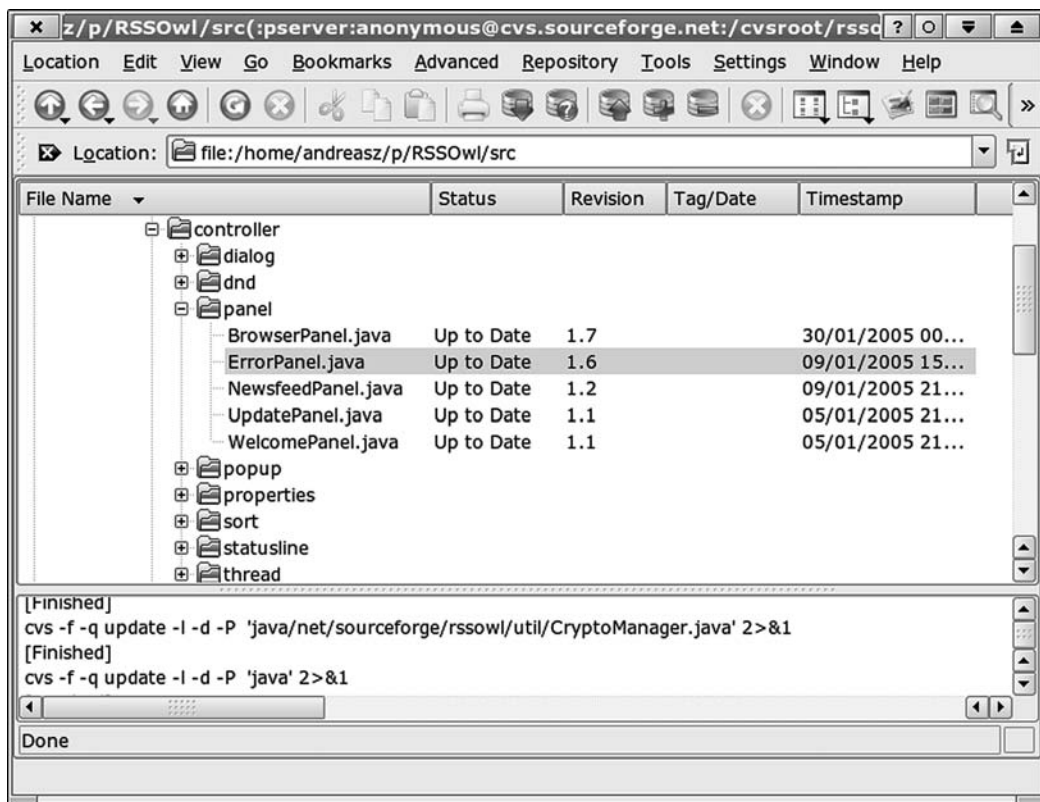 z/p/RSSOwl/src(:pserver:anonymous@cvs.sourceforge.net:/cvsroot/rssc ?
Location Edit View Go Bookmarks Advanced Repository Tools Settings Window Help
»
Location: file:/home/andreasz/p/RSSOwl/src
File Name Status Revision Tag/Date Timestamp
controller
dialog
dnd
panel
BrowserPanel.java Up to Date 1.7 30/01/2005 00...
ErrorPanel.java Up to Date 1.6 09/01/2005 15...
NewsfeedPanel.java Up to Date 1.2 09/01/2005 21...
UpdatePanel.java Up to Date 1.1 05/01/2005 21...
WelcomePanel.java Up to Date 1.1 05/01/2005 21...
popup
properties
sort
statusline
thread
[Finished]
cvs -f -q update -l -d -P 'java/net/sourceforge/rssowl/util/CryptoManager.java' 2>&1
[Finished]
cvs -f -q update -l -d -P 'java' 2>&1
Done